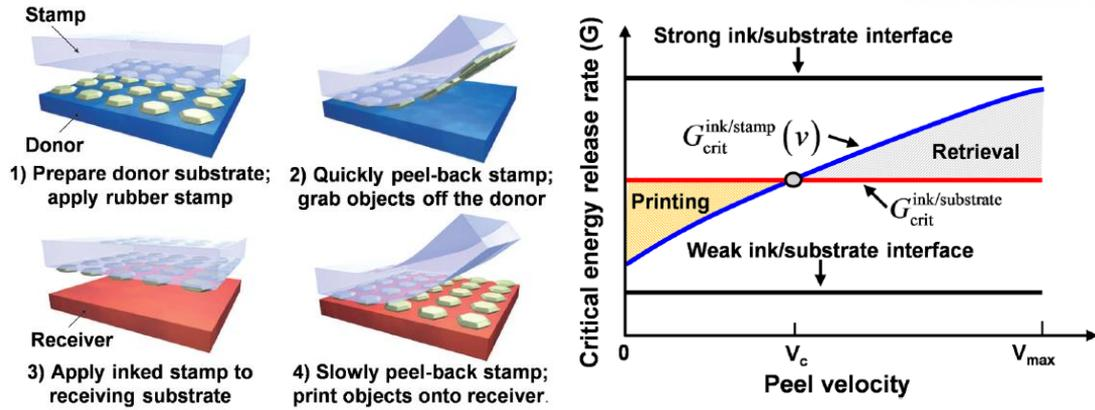 Stamp
Donor
1) Prepare donor substrate;
apply rubber stamp
2) Quickly peel-back stamp;
grab objects off the donor
Receiver
3) Apply inked stamp to
receiving substrate
4) Slowly peel-back stamp;
print objects onto receiver.
Critical energy release rate (G)
Strong ink/substrate interface
G_crit^ink/stamp (v)
Retrieval
Printing
G_crit^ink/substrate
Weak ink/substrate interface
0 V_c V_max
Peel velocity